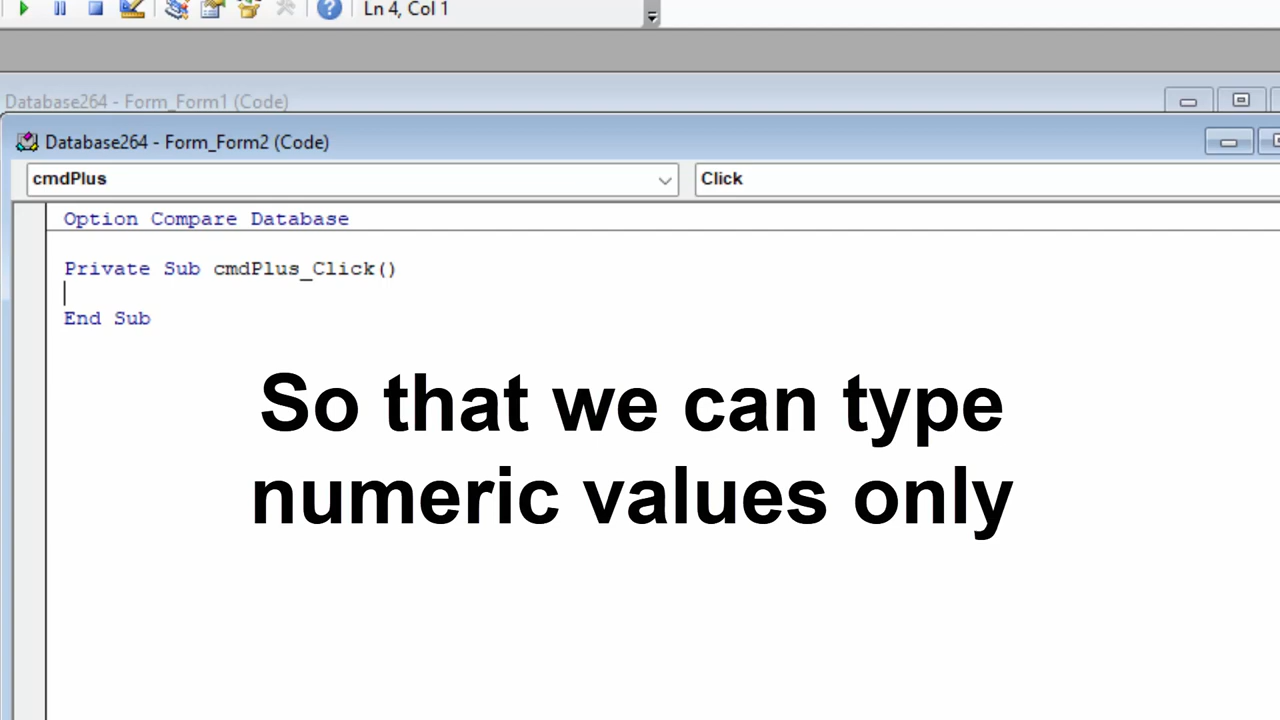 Ln 4, Col 1
Database264 - Form_Form1 (Code)
Database264 - Form_Form2 (Code)
cmdPlus Click
Option Compare Database
Private Sub cmdPlus_Click()
End Sub
So that we can type
numeric values only